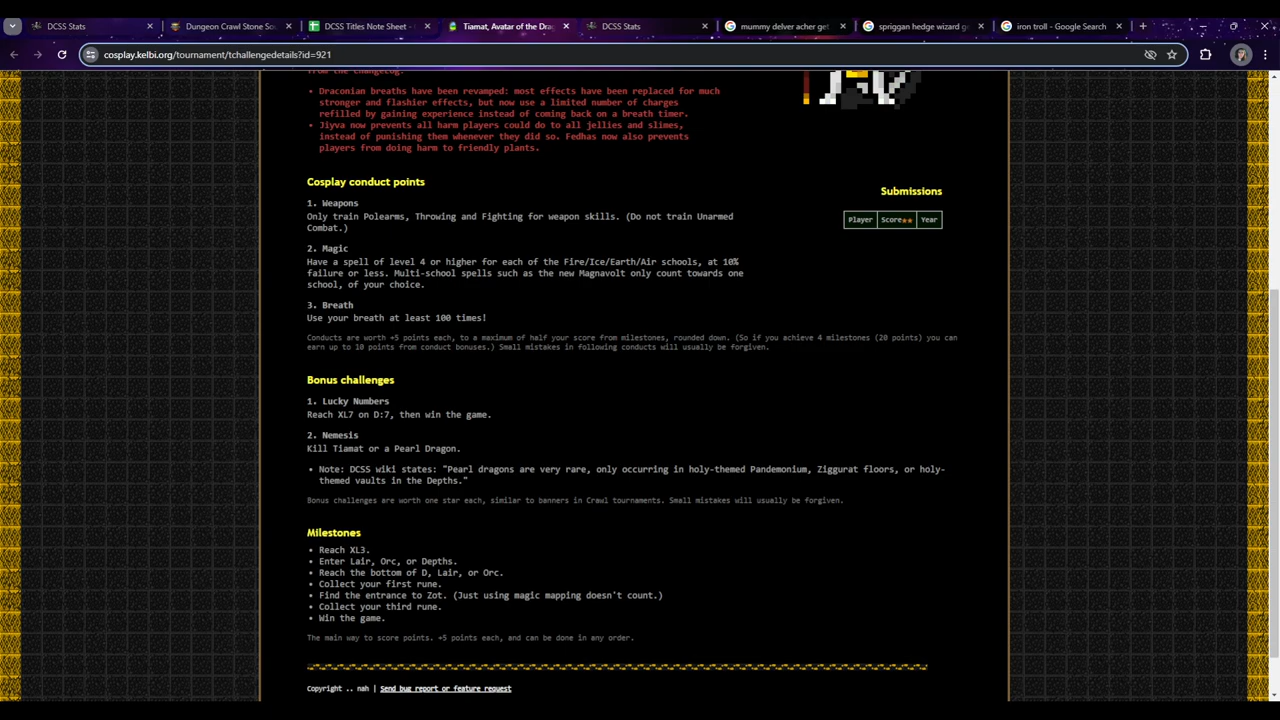 DCSS Stats
Dungeon Crawl Stone So
DCSS Titles Note Sheet -
Tiamat, Avatar of the Dra
DCSS Stats
mummy delver acher get
spriggan hedge wizard g
iron troll - Google Search
cosplay.kelbi.org/tournament/tchallengedetails?id=921
from the changelog:
• Draconian breaths have been revamped: most effects have been replaced for much
stronger and flashier effects, but now use a limited number of charges
refilled by gaining experience instead of coming back on a breath timer.
• Jiyva now prevents all harm players could do to all jellies and slimes,
instead of punishing them whenever they did so. Fedhas now also prevents
players from doing harm to friendly plants.
Cosplay conduct points
Submissions
1. Weapons
Only train Polearms, Throwing and Fighting for weapon skills. (Do not train Unarmed
Combat.)
Player Score★★ Year
2. Magic
Have a spell of level 4 or higher for each of the Fire/Ice/Earth/Air schools, at 10%
failure or less. Multi-school spells such as the new Magnavolt only count towards one
school, of your choice.
3. Breath
Use your breath at least 100 times!
Conducts are worth +5 points each, to a maximum of half your score from milestones, rounded down. (So if you achieve 4 milestones (20 points) you can
earn up to 10 points from conduct bonuses.) Small mistakes in following conducts will usually be forgiven.
Bonus challenges
1. Lucky Numbers
Reach XL7 on D:7, then win the game.
2. Nemesis
Kill Tiamat or a Pearl Dragon.
• Note: DCSS wiki states: "Pearl dragons are very rare, only occurring in holy-themed Pandemonium, Ziggurat floors, or holy-
themed vaults in the Depths."
Bonus challenges are worth one star each, similar to banners in Crawl tournaments. Small mistakes will usually be forgiven.
Milestones
• Reach XL3.
• Enter Lair, Orc, or Depths.
• Reach the bottom of D, Lair, or Orc.
• Collect your first rune.
• Find the entrance to Zot. (Just using magic mapping doesn't count.)
• Collect your third rune.
• Win the game.
The main way to score points. +5 points each, and can be done in any order.
Copyright .. nah | Send bug report or feature request